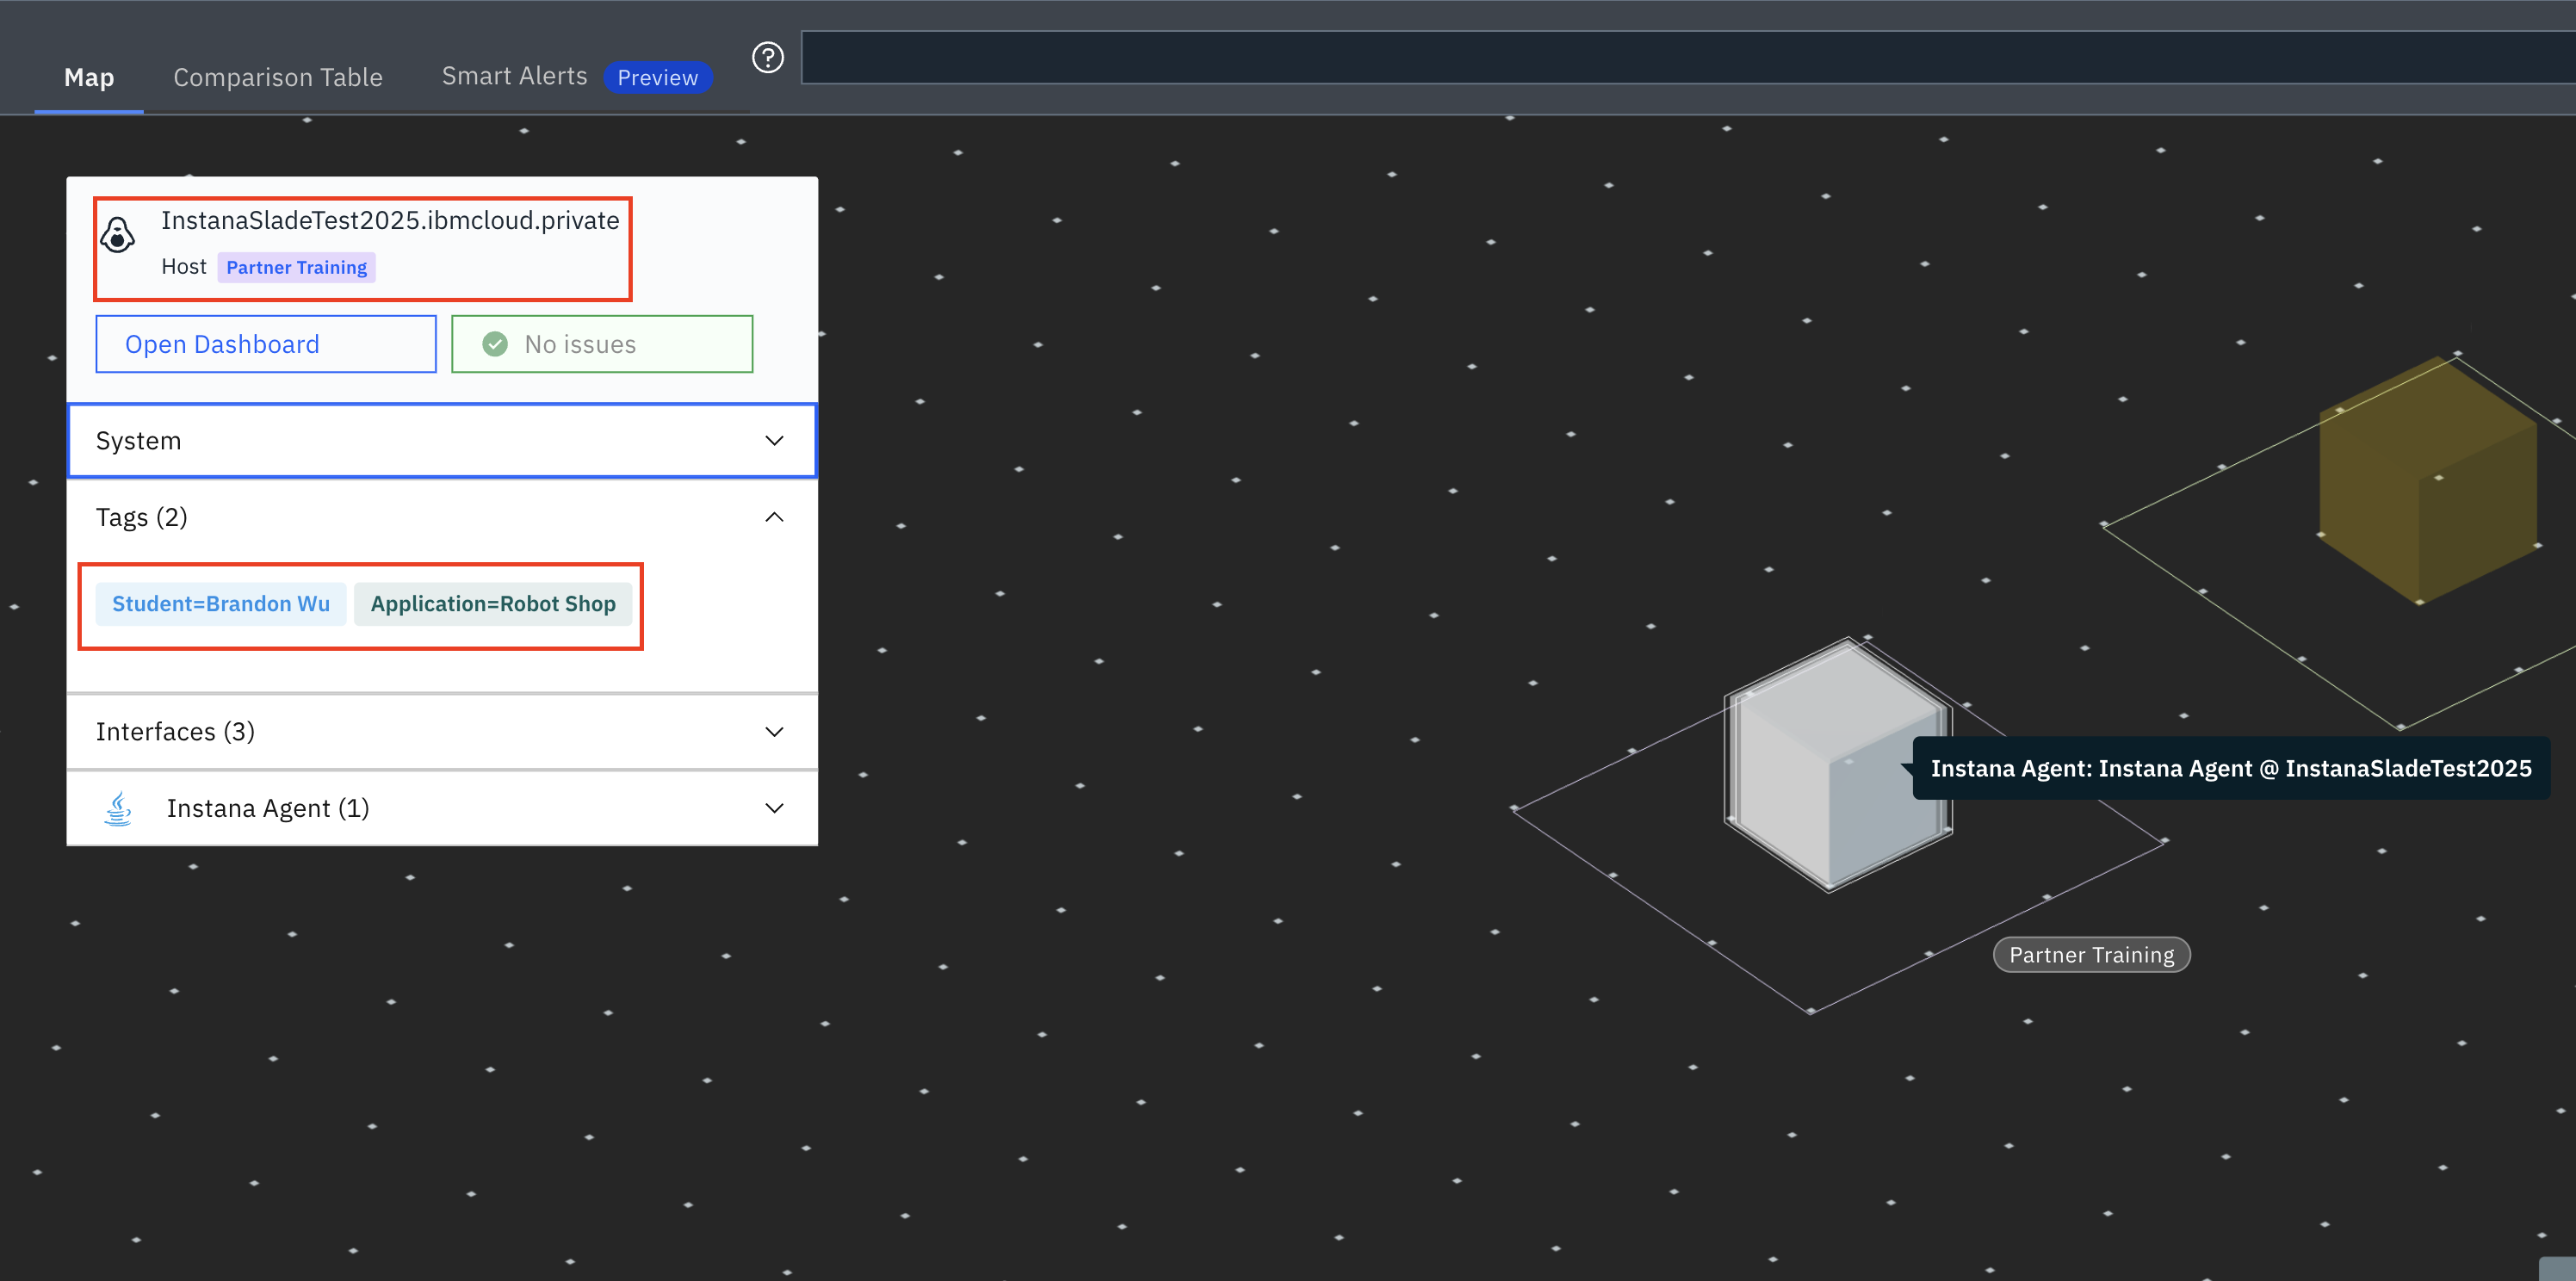 Map Comparison Table Smart Alerts Preview
InstanaSladeTest2025.ibmcloud.private
Host Partner Training
Open Dashboard No issues
System
Tags (2)
Student=Brandon Wu Application=Robot Shop
Interfaces (3)
Instana Agent (1)
Instana Agent: Instana Agent @ InstanaSladeTest2025
Partner Training